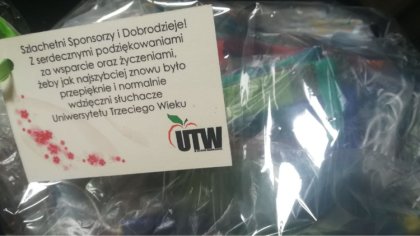 Szlachetni Sponsorzy i Dobrodzieje!
Z serdecznymi podziękowaniami
za wsparcie oraz życzeniami,
żeby jak najszybciej znowu było
przepięknie i normalnie
wdzięczni słuchacze
Uniwersytetu Trzeciego Wieku
UTW